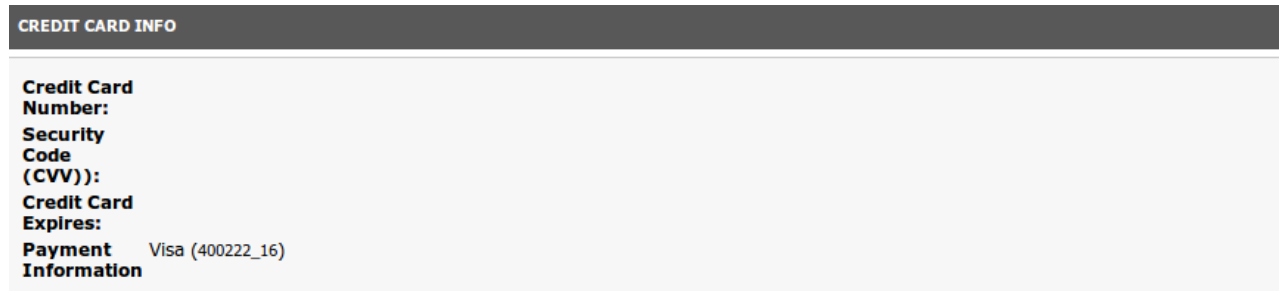 CREDIT CARD INFO
Credit Card
Number:
Security
Code
(CVV)):
Credit Card
Expires:
Payment Visa (400222_16)
Information